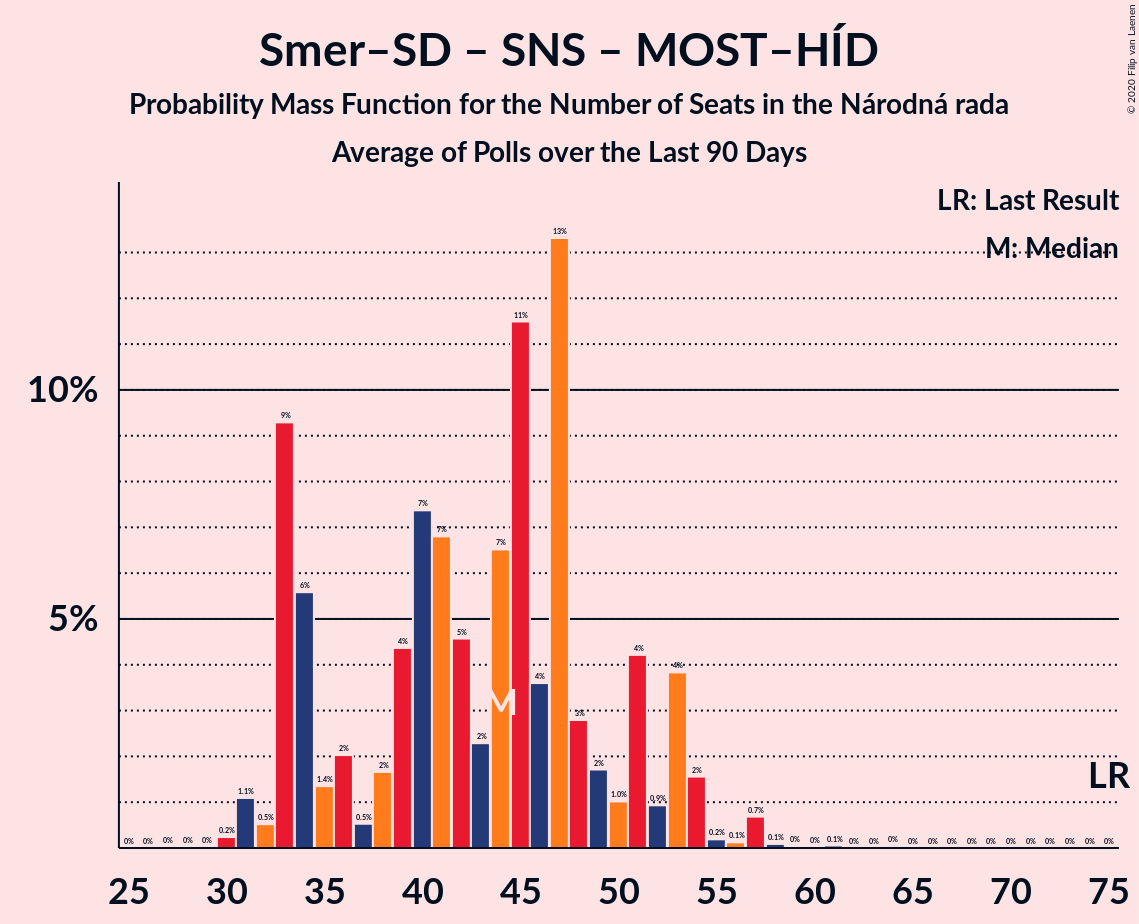 Smer–SD – SNS – MOST–HÍD
Probability Mass Function for the Number of Seats in the Národná rada
Average of Polls over the Last 90 Days
© 2020 Filip van Laenen
LR: Last Result
M: Median
10%
5%
0% 0% 0% 0% 0% 0.2% 1.1% 0.5% 9% 6% 1.4% 2% 0.5% 2% 4% 7% 7% 5% 2% 7% 11% 4% 13% 3% 2% 1.0% 4% 0.9% 4% 2% 0.2% 0.1% 0.7% 0.1% 0% 0% 0.1% 0% 0% 0% 0% 0% 0% 0% 0% 0% 0% 0% 0% 0% 0%
M
LR
25 30 35 40 45 50 55 60 65 70 75